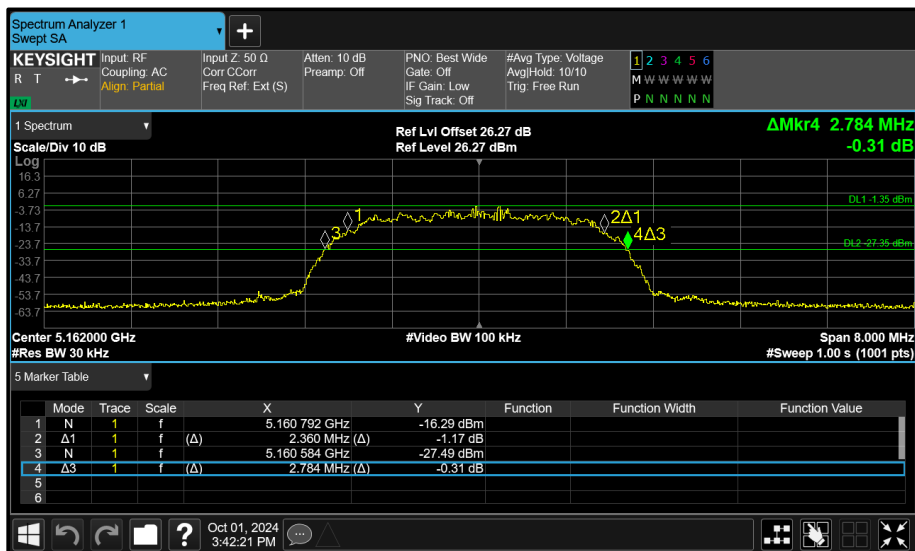 Spectrum Analyzer 1
Swept SA
KEYSIGHT
R T
LXI
Input: RF
Coupling: AC
Align: Partial
Input Z: 50 Ω
Corr CCorr
Freq Ref: Ext (S)
Atten: 10 dB
Preamp: Off
PNO: Best Wide
Gate: Off
IF Gain: Low
Sig Track: Off
#Avg Type: Voltage
Avg|Hold: 10/10
Trig: Free Run
1 2 3 4 5 6
M W W W W W
P N N N N N
1 Spectrum
Scale/Div 10 dB
Ref Lvl Offset 26.27 dB
Ref Level 26.27 dBm
ΔMkr4 2.784 MHz
-0.31 dB
Log
16.3
6.27
-3.73
-13.7
-23.7
-33.7
-43.7
-53.7
-63.7
DL1 -1.35 dBm
1
2Δ1
3
4Δ3
DL2 -27.35 dBm
Center 5.162000 GHz
#Video BW 100 kHz
Span 8.000 MHz
#Res BW 30 kHz
#Sweep 1.00 s (1001 pts)
5 Marker Table
Mode Trace Scale X Y Function Function Width Function Value
1 N 1 f 5.160 792 GHz -16.29 dBm
2 Δ1 1 f (Δ) 2.360 MHz (Δ) -1.17 dB
3 N 1 f 5.160 584 GHz -27.49 dBm
4 Δ3 1 f (Δ) 2.784 MHz (Δ) -0.31 dB
5
6
?
Oct 01, 2024
3:42:21 PM